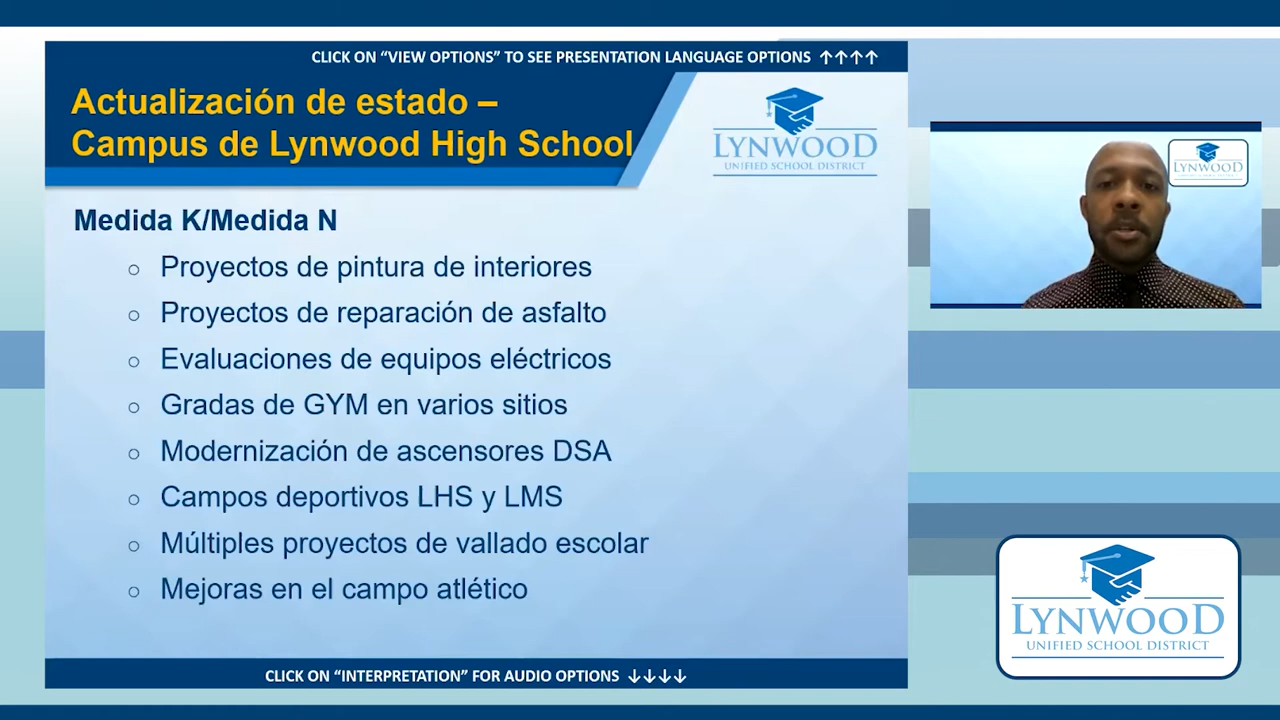 CLICK ON “VIEW OPTIONS” TO SEE PRESENTATION LANGUAGE OPTIONS ↑↑↑↑
Actualización de estado –
Campus de Lynwood High School
LYNWOOD
UNIFIED SCHOOL DISTRICT
Medida K/Medida N
○ Proyectos de pintura de interiores
○ Proyectos de reparación de asfalto
○ Evaluaciones de equipos eléctricos
○ Gradas de GYM en varios sitios
○ Modernización de ascensores DSA
○ Campos deportivos LHS y LMS
○ Múltiples proyectos de vallado escolar
○ Mejoras en el campo atlético
CLICK ON “INTERPRETATION” FOR AUDIO OPTIONS ↓↓↓↓
LYNWOOD
LYNWOOD
UNIFIED SCHOOL DISTRICT